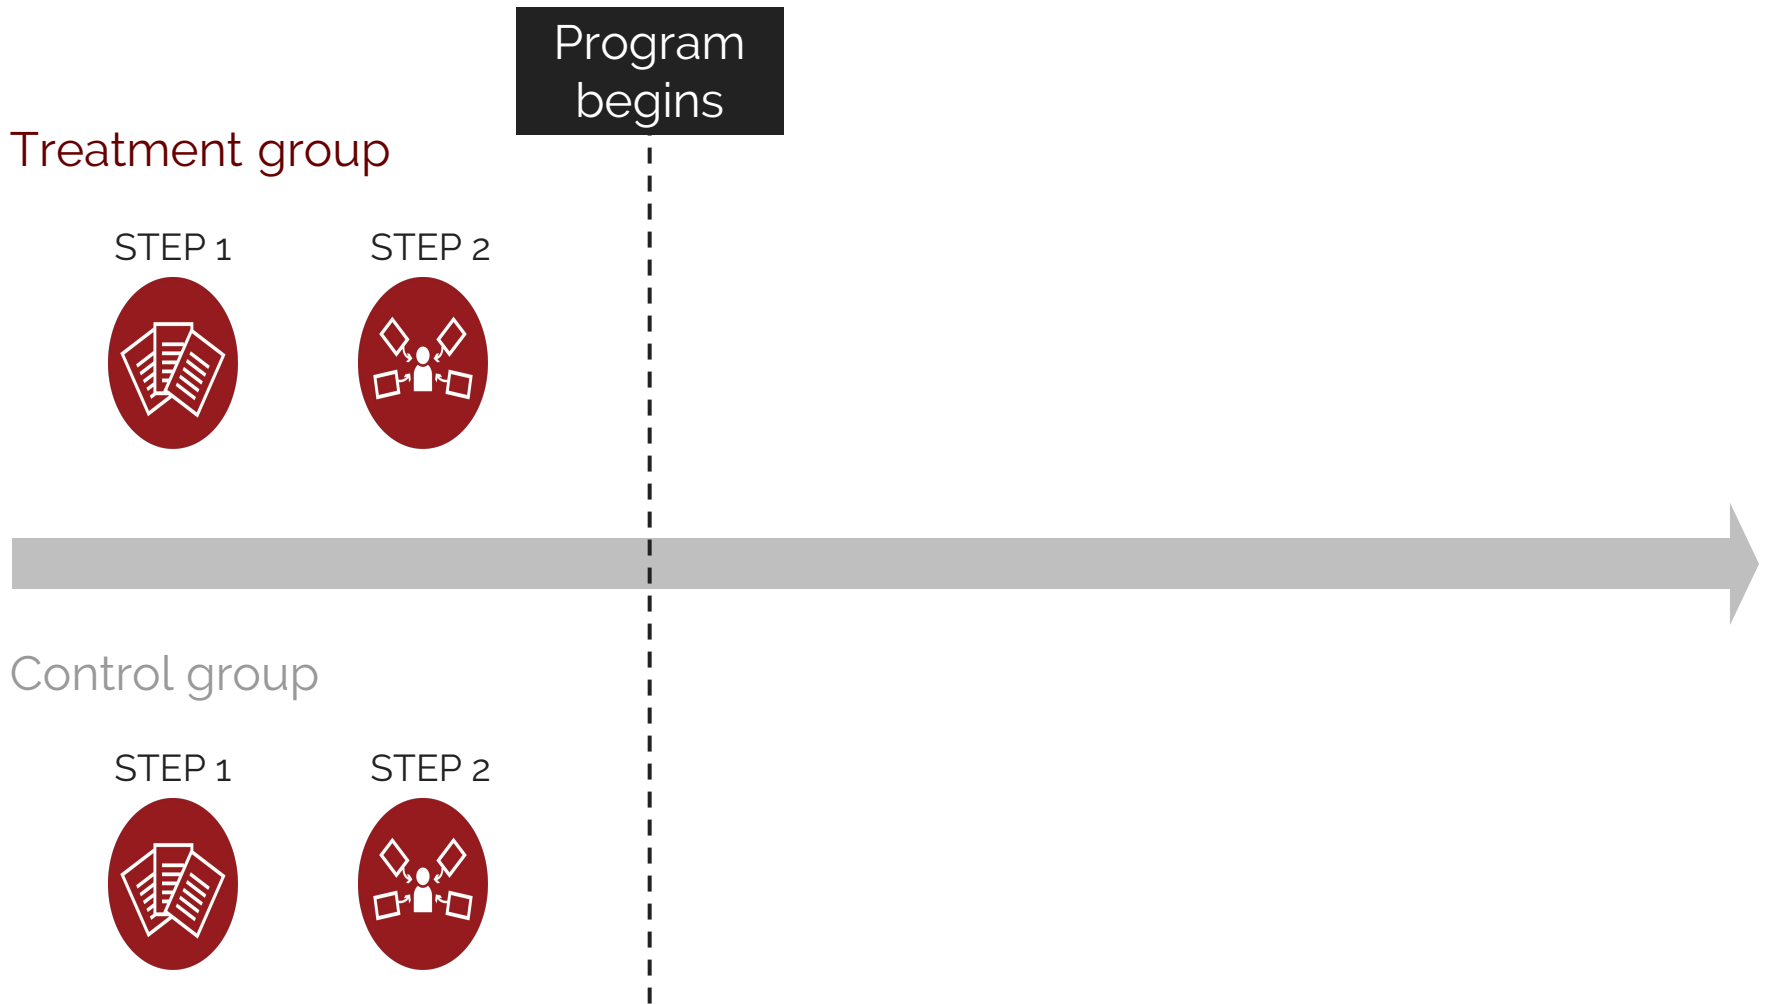 Program
begins
Treatment group
STEP 1
STEP 2
Control group
STEP 1
STEP 2